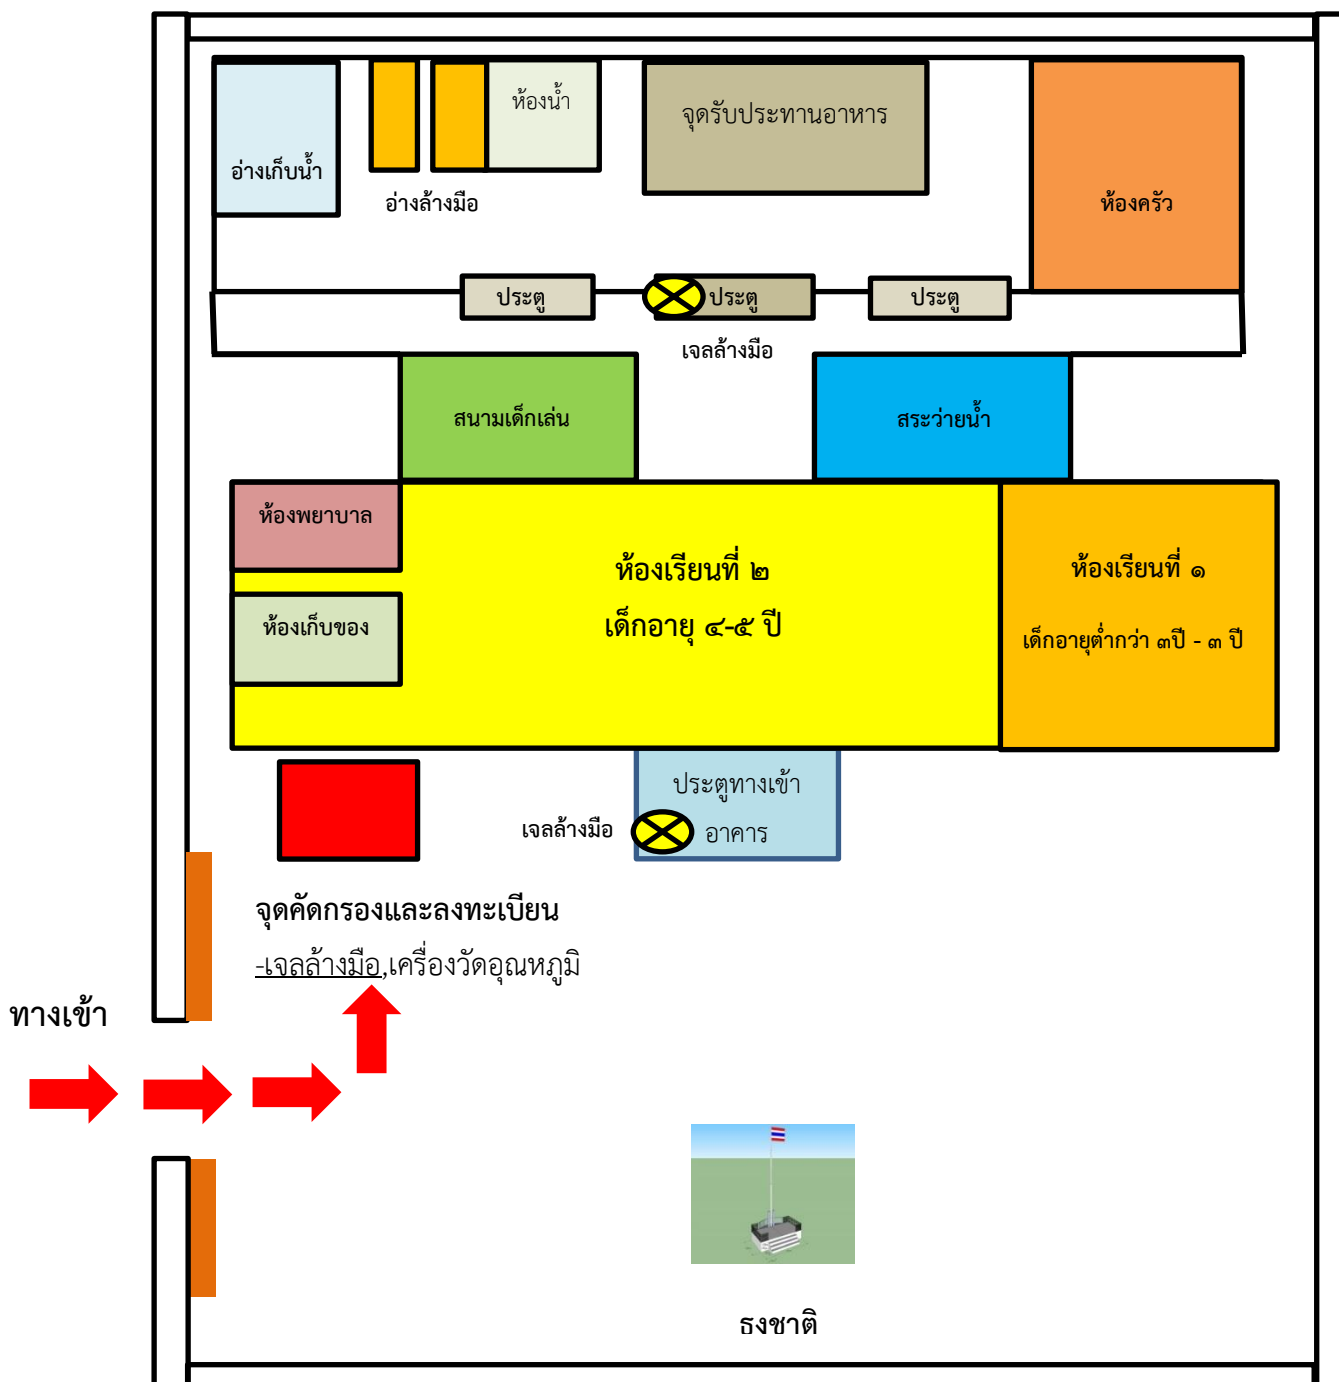 ห้องน้ำ
จุดรับประทานอาหาร
อ่างเก็บน้ำ
อ่างล้างมือ
ห้องครัว
ประตู
ประตู
ประตู
เจลล้างมือ
สนามเด็กเล่น
สระว่ายน้ำ
ห้องพยาบาล
ห้องเรียนที่ ๒
เด็กอายุ ๔-๕ ปี
ห้องเรียนที่ ๑
เด็กอายุต่ำกว่า ๓ปี - ๓ ปี
ห้องเก็บของ
ประตูทางเข้า
อาคาร
เจลล้างมือ
จุดคัดกรองและลงทะเบียน
-เจลล้างมือ,เครื่องวัดอุณหภูมิ
ทางเข้า
ธงชาติ